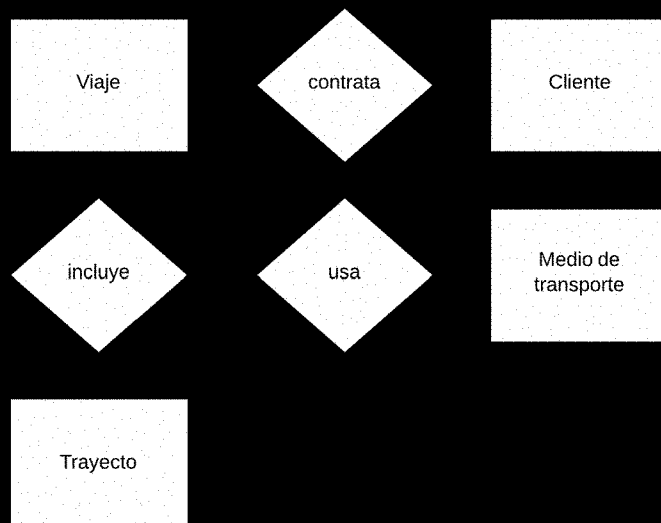 Viaje
contrata
Cliente
incluye
usa
Medio de
transporte
Trayecto